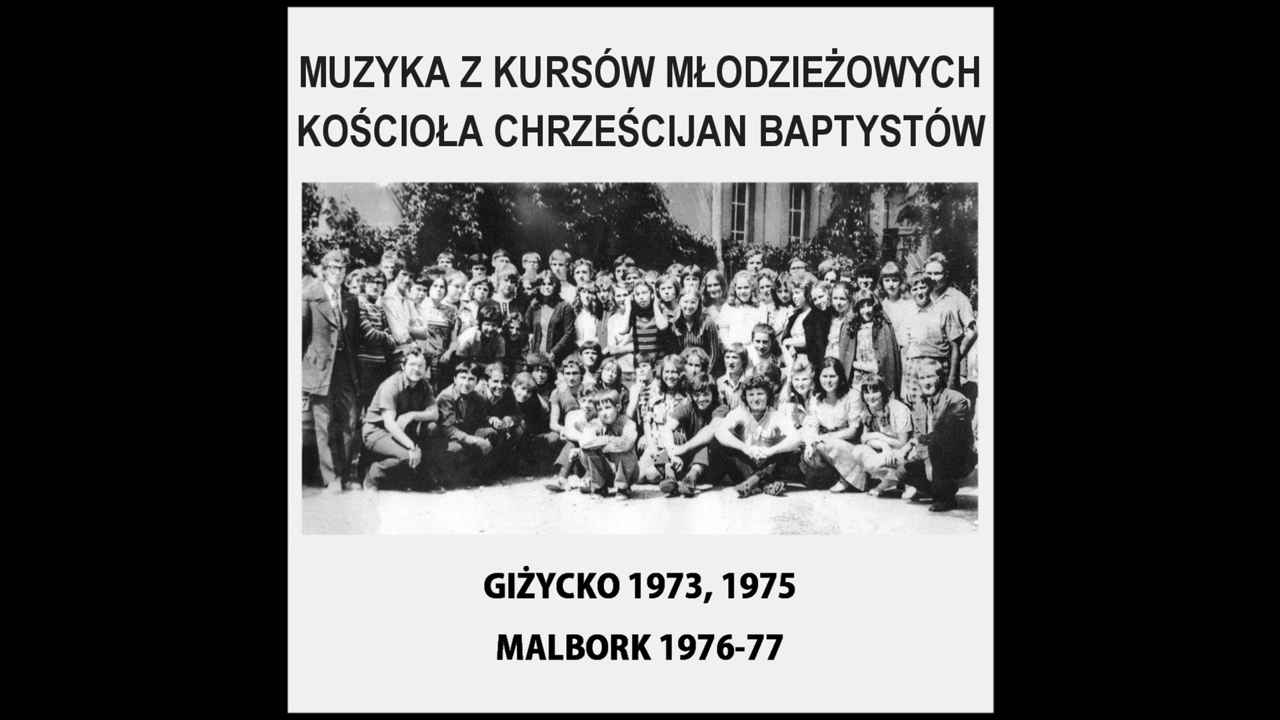 MUZYKA Z KURSÓW MŁODZIEŻOWYCH
KOŚCIOŁA CHRZEŚCIJAN BAPTYSTÓW
GIŻYCKO 1973, 1975
MALBORK 1976-77